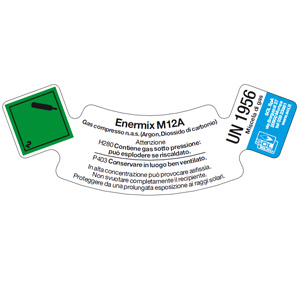 2
Enermix M12A
Gas compresso n.a.s. (Argon, Diossido di carbonio)
Attenzione
H280 Contiene gas sotto pressione:
può esplodere se riscaldato.
P403 Conservare in luogo ben ventilato.
In alta concentrazione può provocare asfissia.
Non svuotare completamente il recipiente.
Proteggere da una prolungata esposizione ai raggi solari.
UN 1956
Miscela di gas